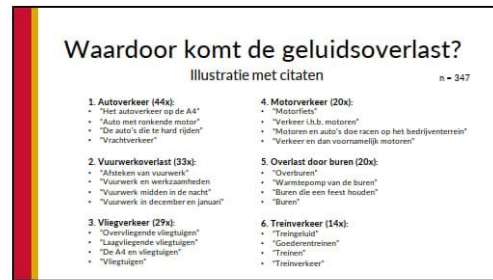 Waardoor komt de geluidsoverlast?
Illustratie met citaten
n = 347
1. Autoverkeer (44x):
• "Het autoverkeer op de A4"
• "Auto met ronkende motor"
• "De auto's die te hard rijden"
• "Vrachtverkeer"
2. Vuurwerkoverlast (33x):
• "Afsteken van vuurwerk"
• "Vuurwerk en werkzaamheden
• "Vuurwerk midden in de nacht"
• "Vuurwerk in december en januari"
3. Vliegverkeer (29x):
• "Overvliegende vliegtuigen"
• "Laagvliegende vliegtuigen"
• "De A4 en vliegtuigen"
• "Vliegtuigen"
4. Motorverkeer (20x):
• "Motorfiets"
• "Verkeer i.h.b. motoren"
• "Motoren en auto's doe racen op het bedrijventerrein"
• "Verkeer en dan voornamelijk motoren"
5. Overlast door buren (20x):
• "Overburen"
• "Warmtepomp van de buren"
• "Buren die een feest houden"
• "Buren"
6. Treinverkeer (14x):
• "Treingeluid"
• "Goederentreinen"
• "Treinen"
• "Treinverkeer"